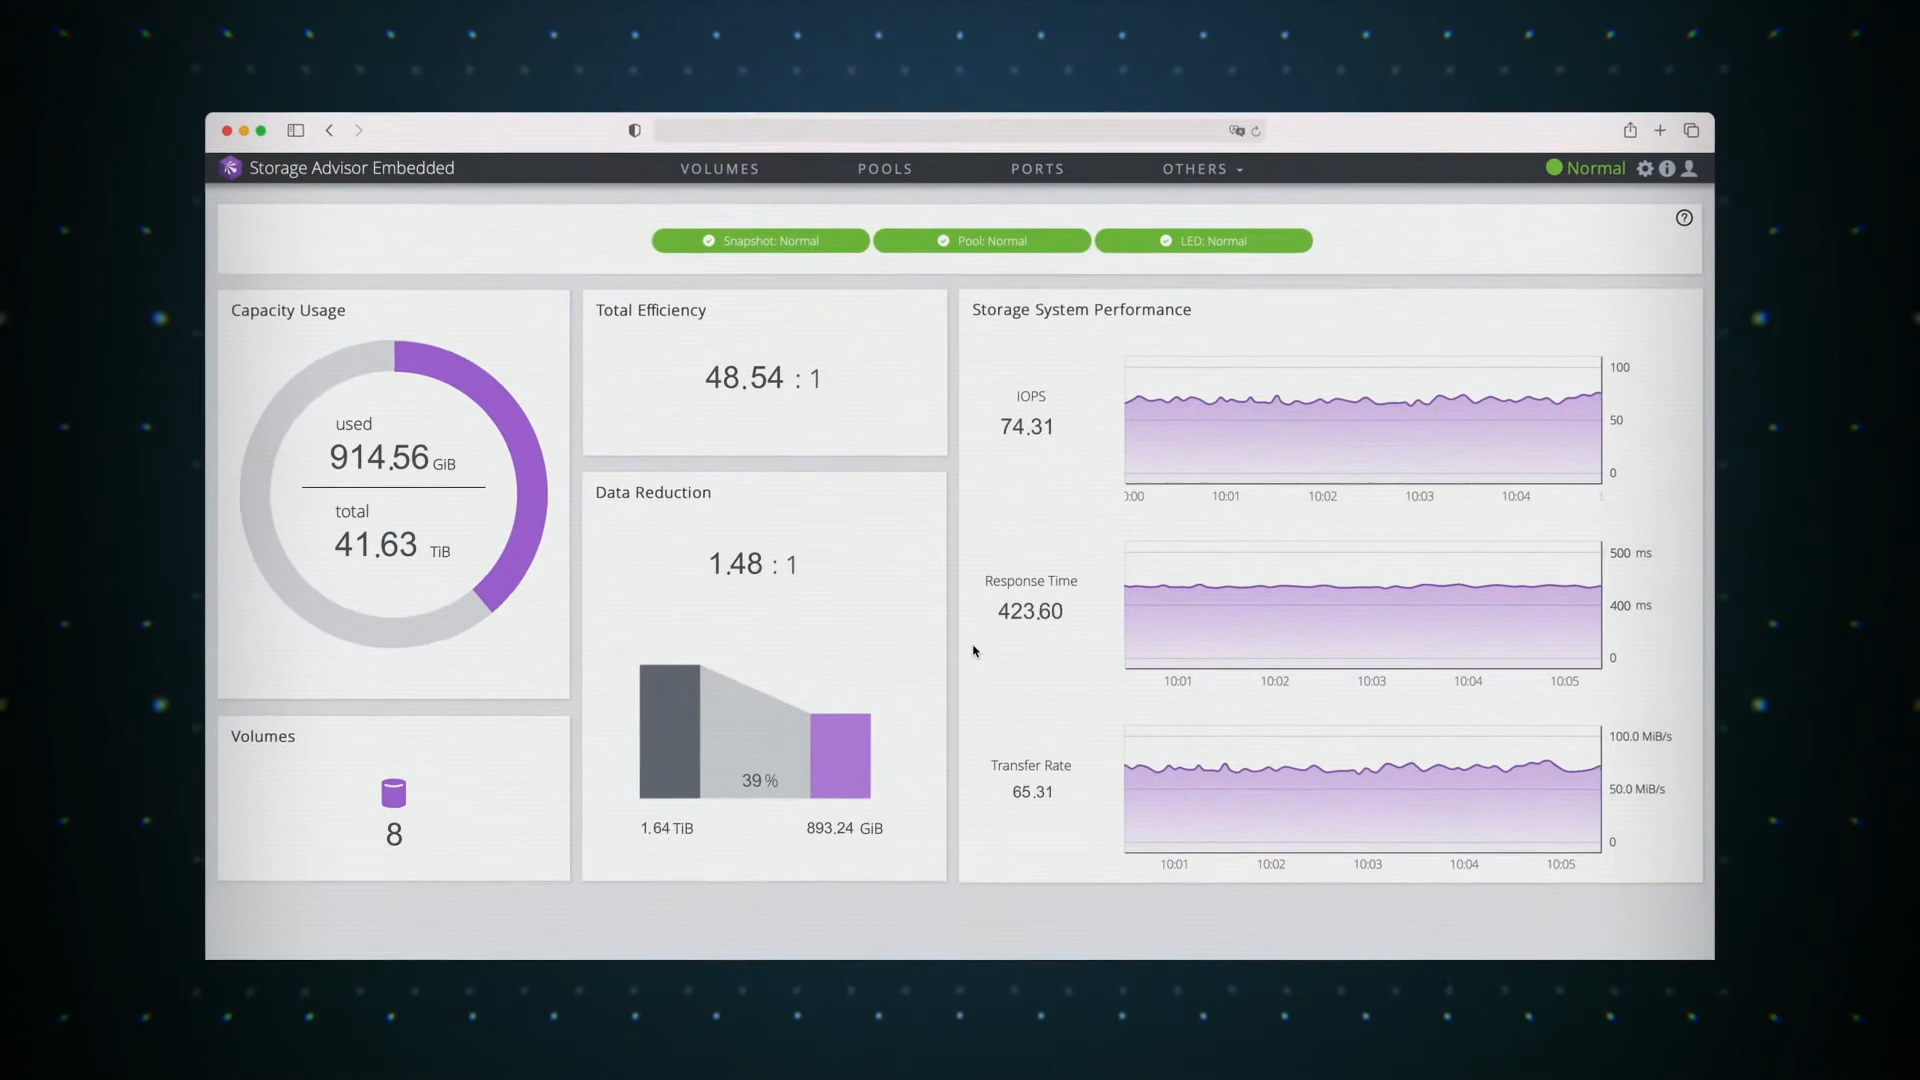 Storage Advisor Embedded
VOLUMES
POOLS
PORTS
OTHERS
Normal
Snapshot: Normal
Pool: Normal
LED: Normal
Capacity Usage
used
914.56 GiB
total
41.63 TiB
Volumes
8
Total Efficiency
48.54 : 1
Data Reduction
1.48 : 1
39 %
1.64 TiB
893.24 GiB
Storage System Performance
IOPS
74.31
100
50
0
0:00 10:01 10:02 10:03 10:04
Response Time
423.60
500 ms
400 ms
0
10:01 10:02 10:03 10:04 10:05
Transfer Rate
65.31
100.0 MiB/s
50.0 MiB/s
0
10:01 10:02 10:03 10:04 10:05